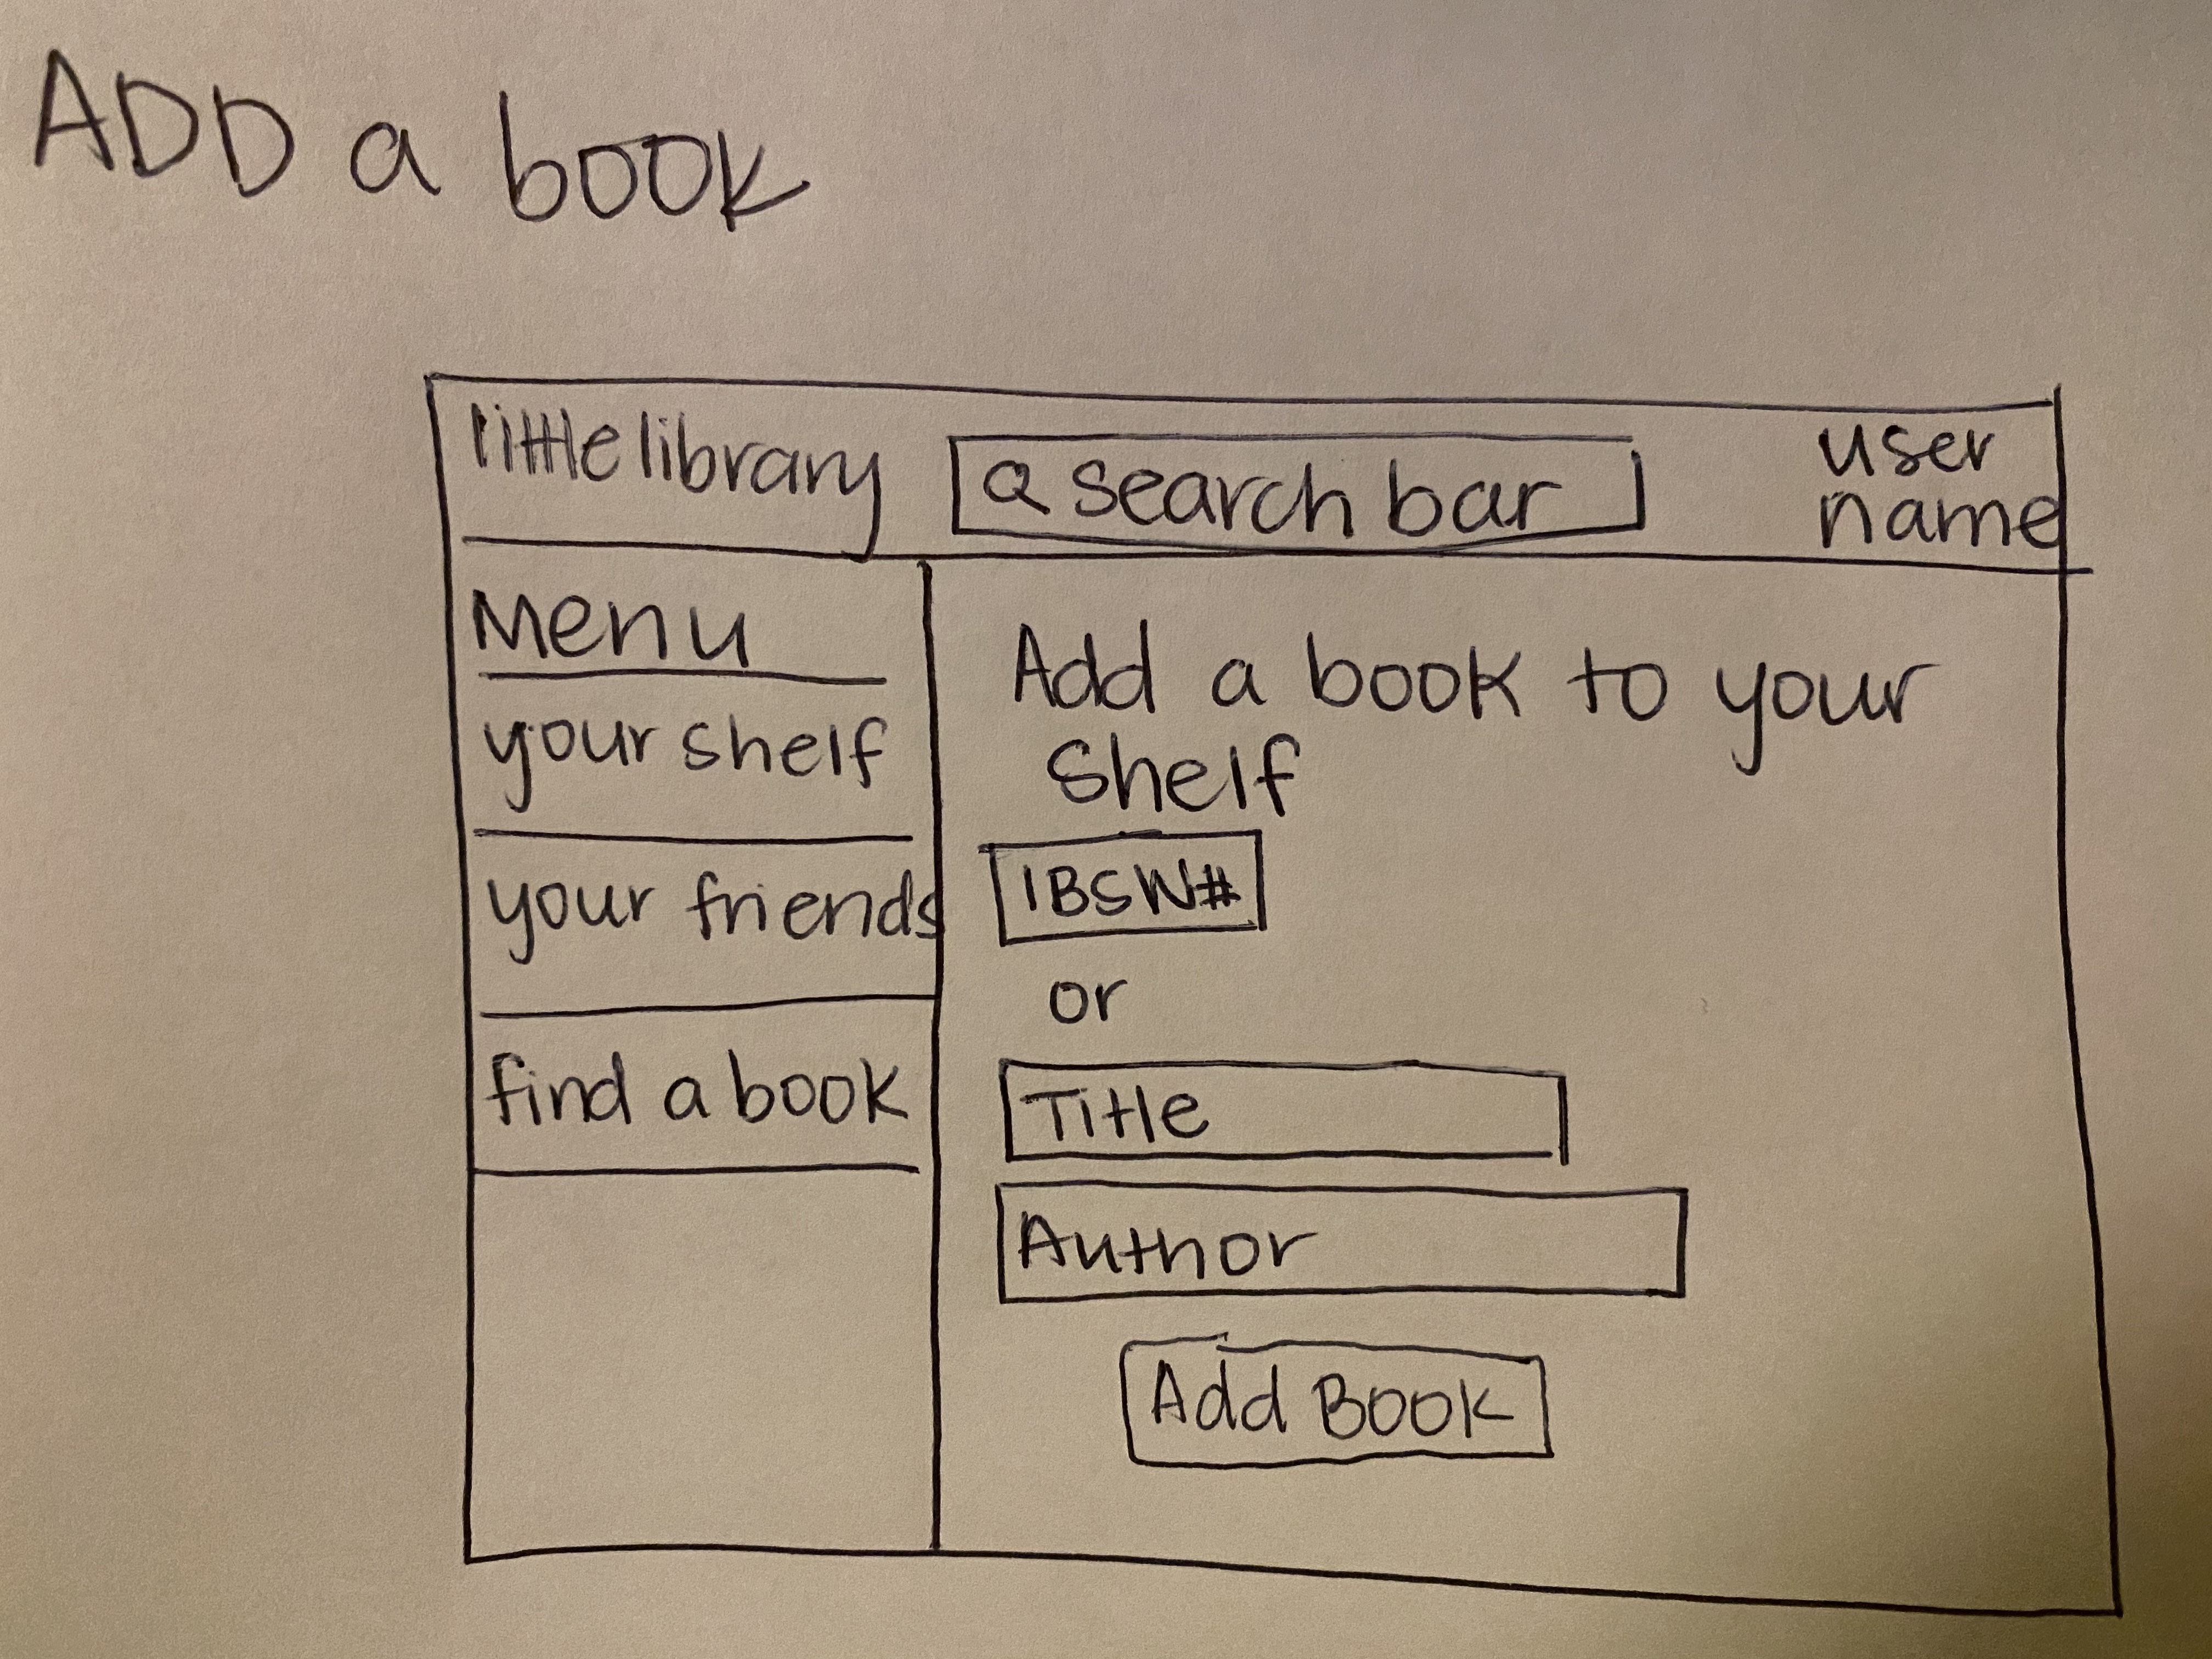 ADD a book
little library
Q search bar
user
name
Menu
your shelf
your friends
find a book
Add a book to your
Shelf
IBSN#
or
Title
Author
Add Book